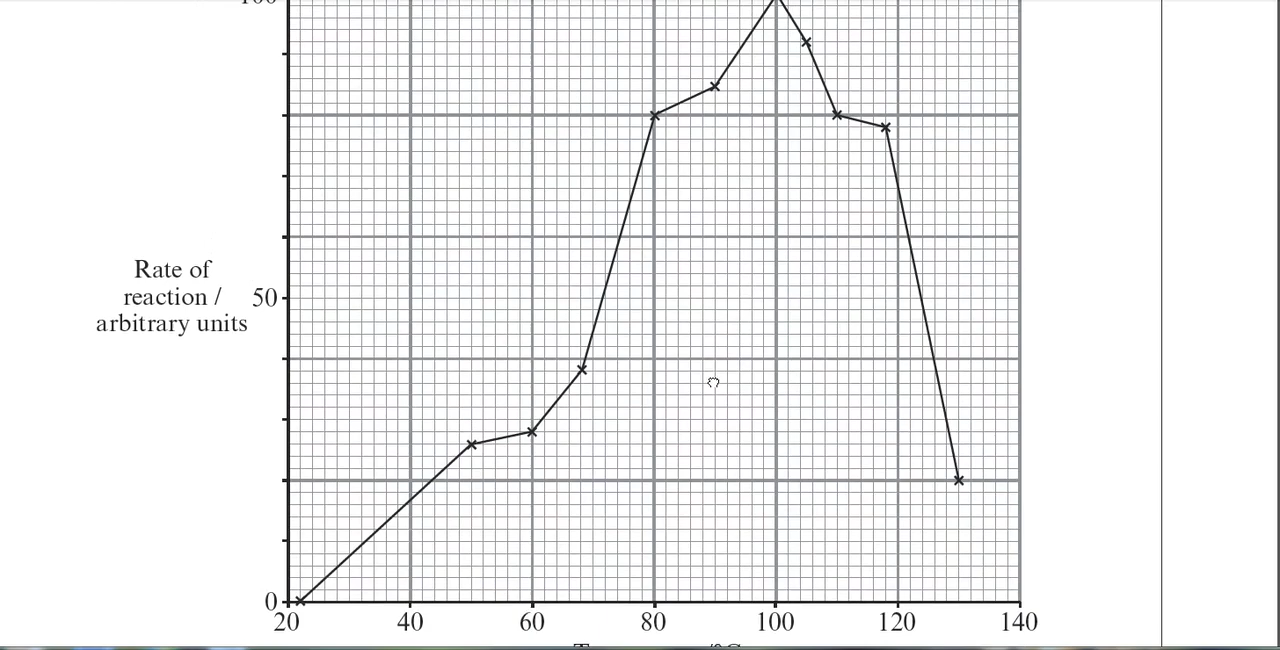 Rate of
reaction /
arbitrary units
50
0
20 40 60 80 100 120 140